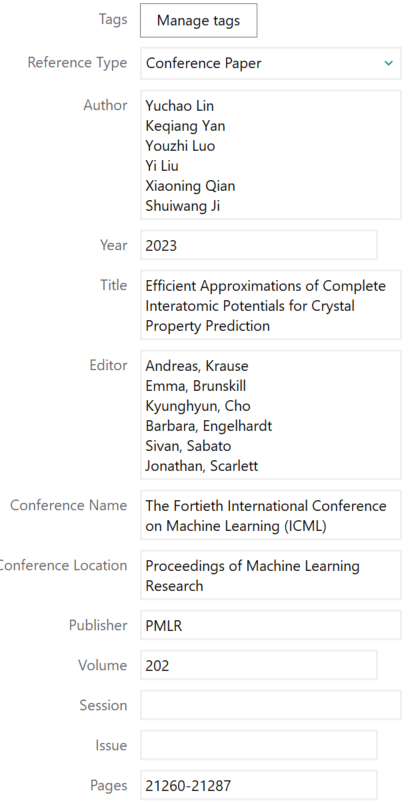 Tags Manage tags
Reference Type Conference Paper
Author Yuchao Lin
Keqiang Yan
Youzhi Luo
Yi Liu
Xiaoning Qian
Shuiwang Ji
Year 2023
Title Efficient Approximations of Complete
Interatomic Potentials for Crystal
Property Prediction
Editor Andreas, Krause
Emma, Brunskill
Kyunghyun, Cho
Barbara, Engelhardt
Sivan, Sabato
Jonathan, Scarlett
Conference Name The Fortieth International Conference
on Machine Learning (ICML)
Conference Location Proceedings of Machine Learning
Research
Publisher PMLR
Volume 202
Session
Issue
Pages 21260-21287